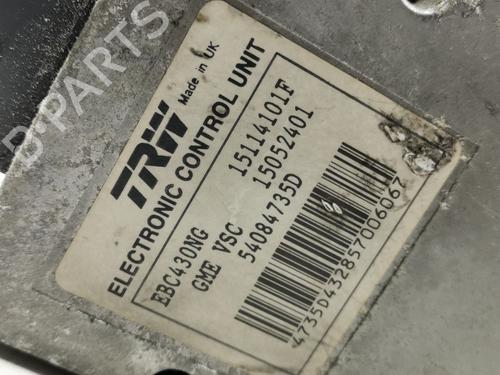 TRW Made in UK
ELECTRONIC CONTROL UNIT
EBC430NG 15114101F
GME VSC 15052401
54084735D
4735D432857006067
B-PARTS